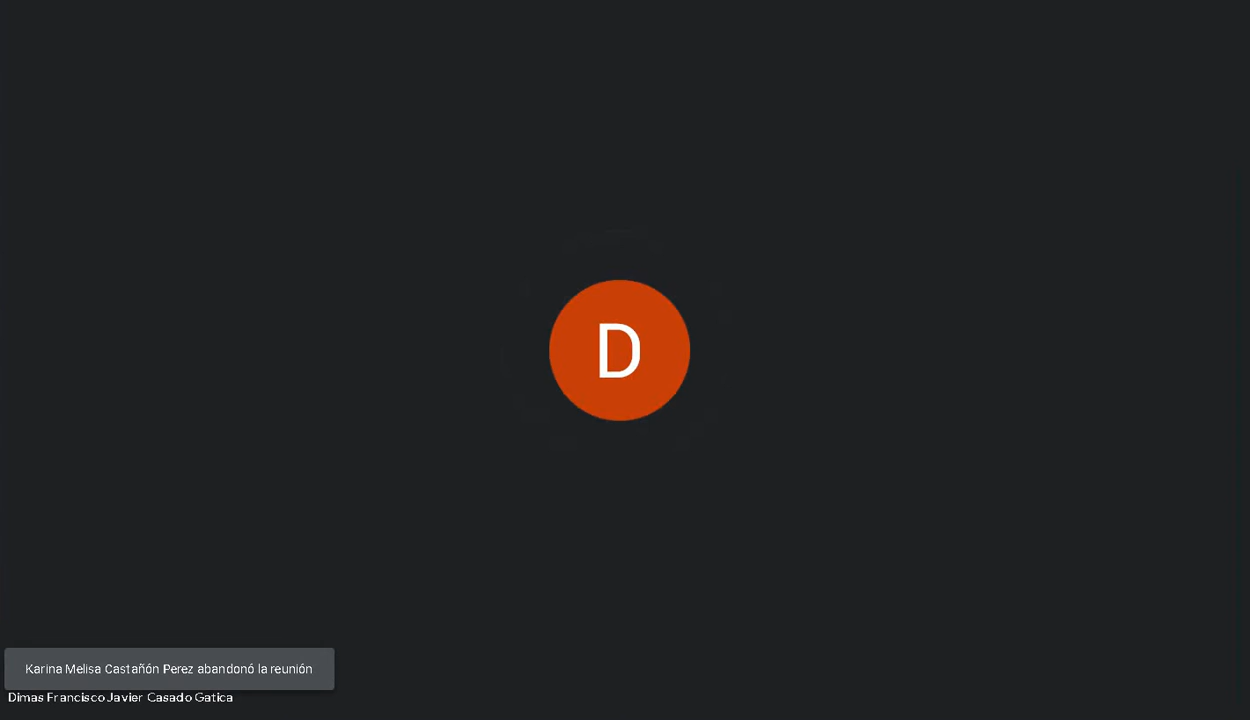 D
Karina Melisa Castañón Perez abandonó la reunión
Dimas Francisco Javier Casado Gatica